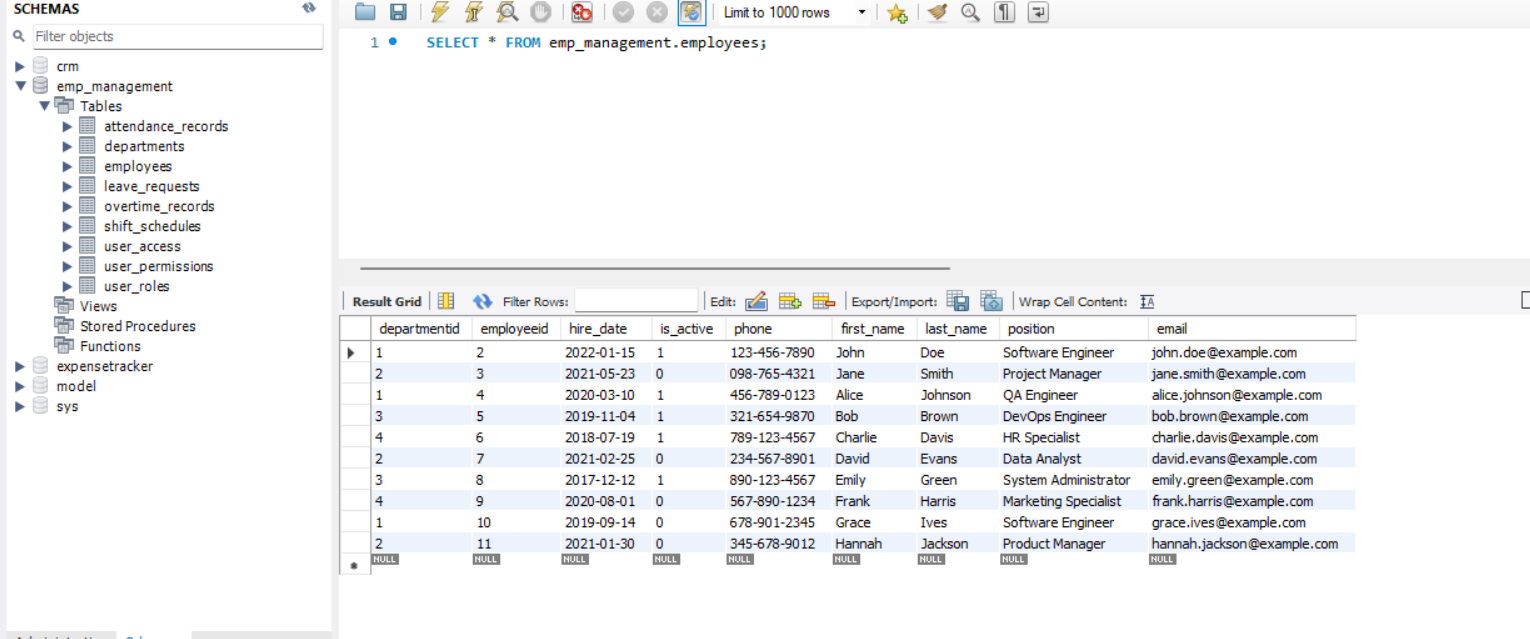 SCHEMAS
Filter objects
crm
emp_management
Tables
attendance_records
departments
employees
leave_requests
overtime_records
shift_schedules
user_access
user_permissions
user_roles
Views
Stored Procedures
Functions
expensetracker
model
sys
Limit to 1000 rows
1 SELECT * FROM emp_management.employees;
Result Grid Filter Rows: Edit: Export/Import: Wrap Cell Content: IA
departmentid employeeid hire_date is_active phone first_name last_name position email
1 2 2022-01-15 1 123-456-7890 John Doe Software Engineer john.doe@example.com
2 3 2021-05-23 0 098-765-4321 Jane Smith Project Manager jane.smith@example.com
1 4 2020-03-10 1 456-789-0123 Alice Johnson QA Engineer alice.johnson@example.com
3 5 2019-11-04 1 321-654-9870 Bob Brown DevOps Engineer bob.brown@example.com
4 6 2018-07-19 1 789-123-4567 Charlie Davis HR Specialist charlie.davis@example.com
2 7 2021-02-25 0 234-567-8901 David Evans Data Analyst david.evans@example.com
3 8 2017-12-12 1 890-123-4567 Emily Green System Administrator emily.green@example.com
4 9 2020-08-01 0 567-890-1234 Frank Harris Marketing Specialist frank.harris@example.com
1 10 2019-09-14 0 678-901-2345 Grace Ives Software Engineer grace.ives@example.com
2 11 2021-01-30 0 345-678-9012 Hannah Jackson Product Manager hannah.jackson@example.com
NULL NULL NULL NULL NULL NULL NULL NULL NULL